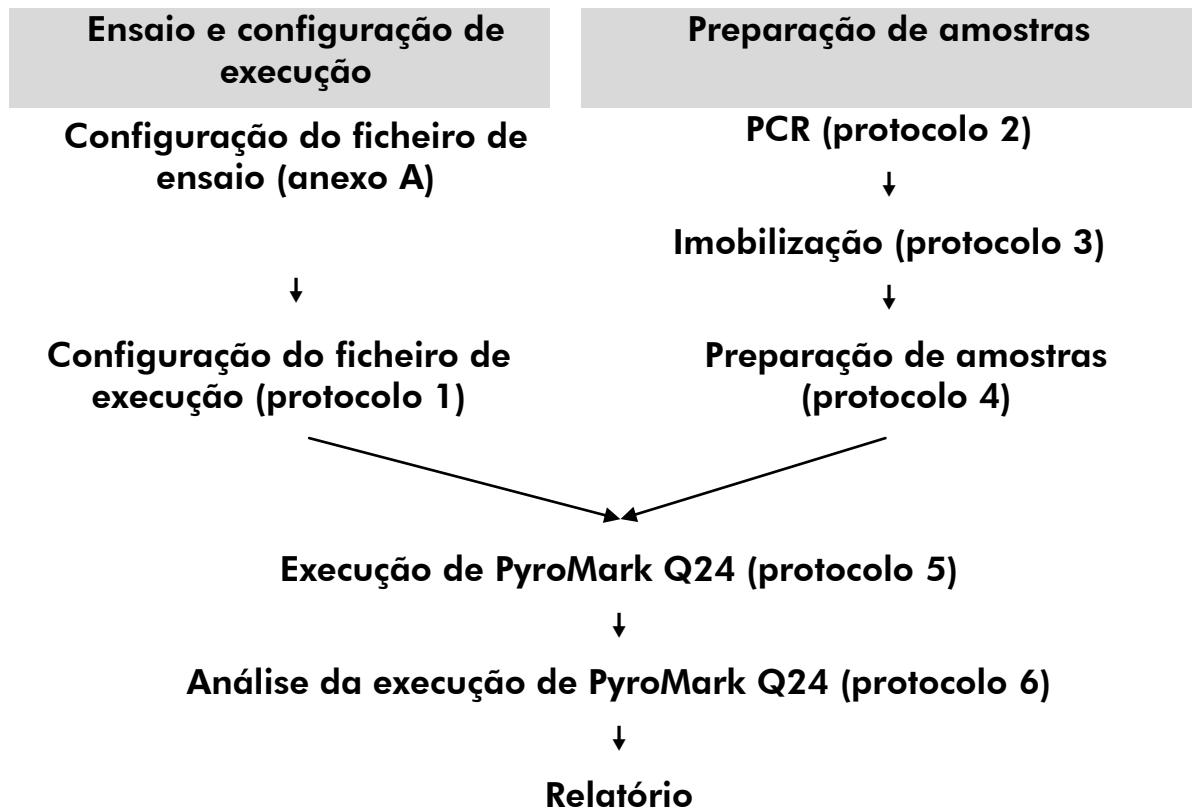 Ensaio e configuração de
execução
Configuração do ficheiro de
ensaio (anexo A)
Configuração do ficheiro de
execução (protocolo 1)
Preparação de amostras
PCR (protocolo 2)
Imobilização (protocolo 3)
Preparação de amostras
(protocolo 4)
Execução de PyroMark Q24 (protocolo 5)
Análise da execução de PyroMark Q24 (protocolo 6)
Relatório